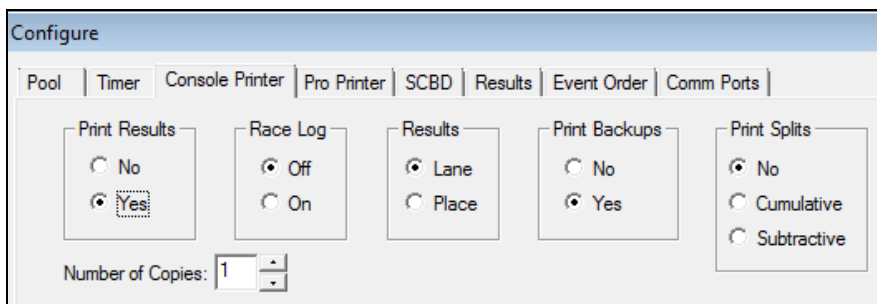 Configure
Pool Timer Console Printer Pro Printer SCBD Results Event Order Comm Ports
Print Results Race Log Results Print Backups Print Splits
No Off Lane No No
Yes On Place Yes Cumulative
Subtractive
Number of Copies: 1